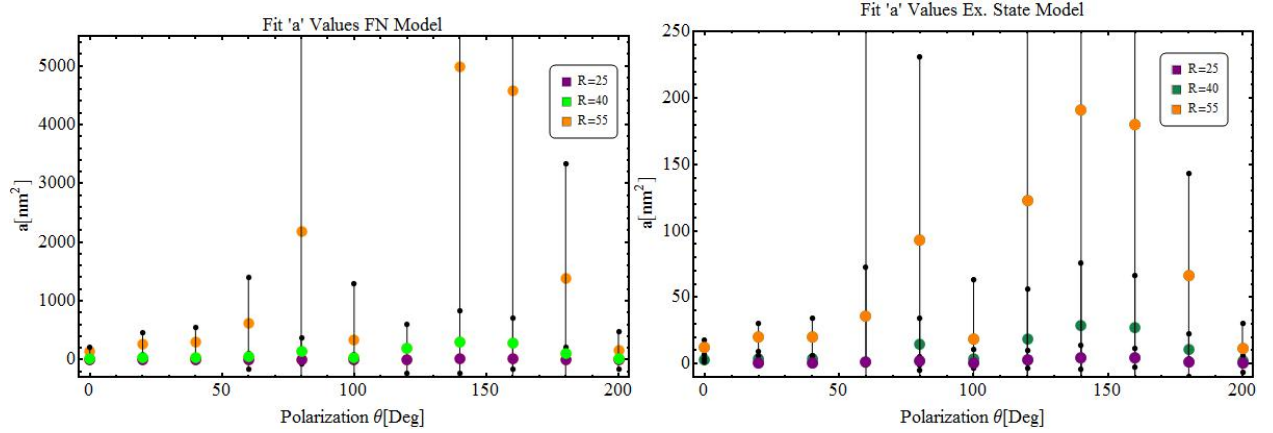 Fit 'a' Values FN Model
a[nm²]
5000
4000
3000
2000
1000
0
0
50
100
150
200
Polarization θ[Deg]
R=25
R=40
R=55
Fit 'a' Values Ex. State Model
a[nm²]
250
200
150
100
50
0
0
50
100
150
200
Polarization θ[Deg]
R=25
R=40
R=55